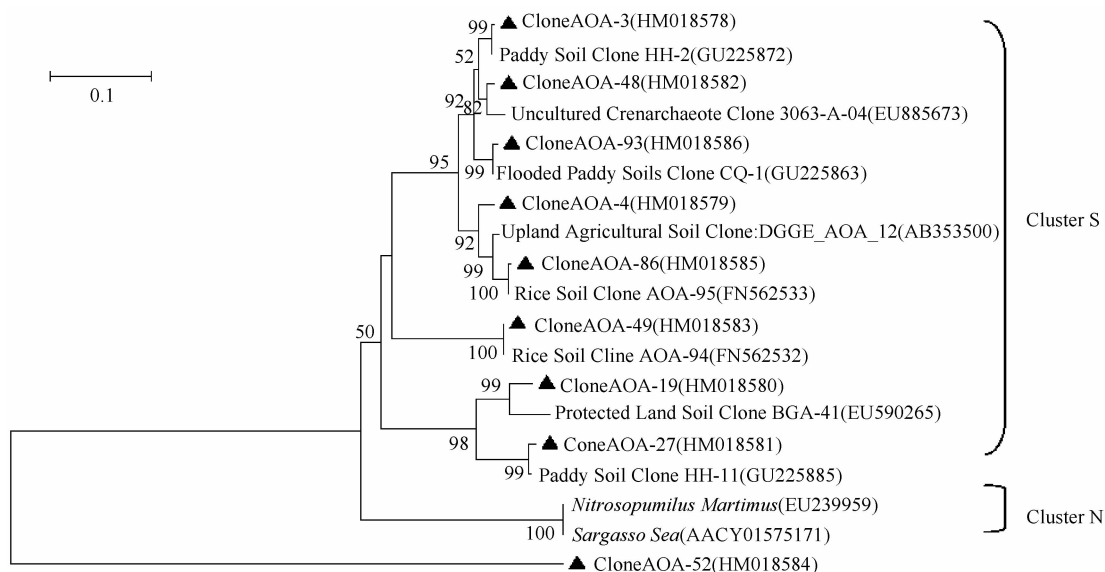 99 CloneAOA-3(HM018578)
52 Paddy Soil Clone HH-2(GU225872)
CloneAOA-48(HM018582)
0.1
92 82 Uncultured Crenarchaeote Clone 3063-A-04(EU885673)
CloneAOA-93(HM018586)
95 99 Flooded Paddy Soils Clone CQ-1(GU225863)
CloneAOA-4(HM018579)
Cluster S
92 Upland Agricultural Soil Clone:DGGE_AOA_12(AB353500)
99 CloneAOA-86(HM018585)
100 Rice Soil Clone AOA-95(FN562533)
50 CloneAOA-49(HM018583)
100 Rice Soil Cline AOA-94(FN562532)
99 CloneAOA-19(HM018580)
Protected Land Soil Clone BGA-41(EU590265)
98 ConeAOA-27(HM018581)
99 Paddy Soil Clone HH-11(GU225885)
Nitrosopumilus Martimus(EU239959)
Cluster N
100 Sargasso Sea(AACY01575171)
CloneAOA-52(HM018584)